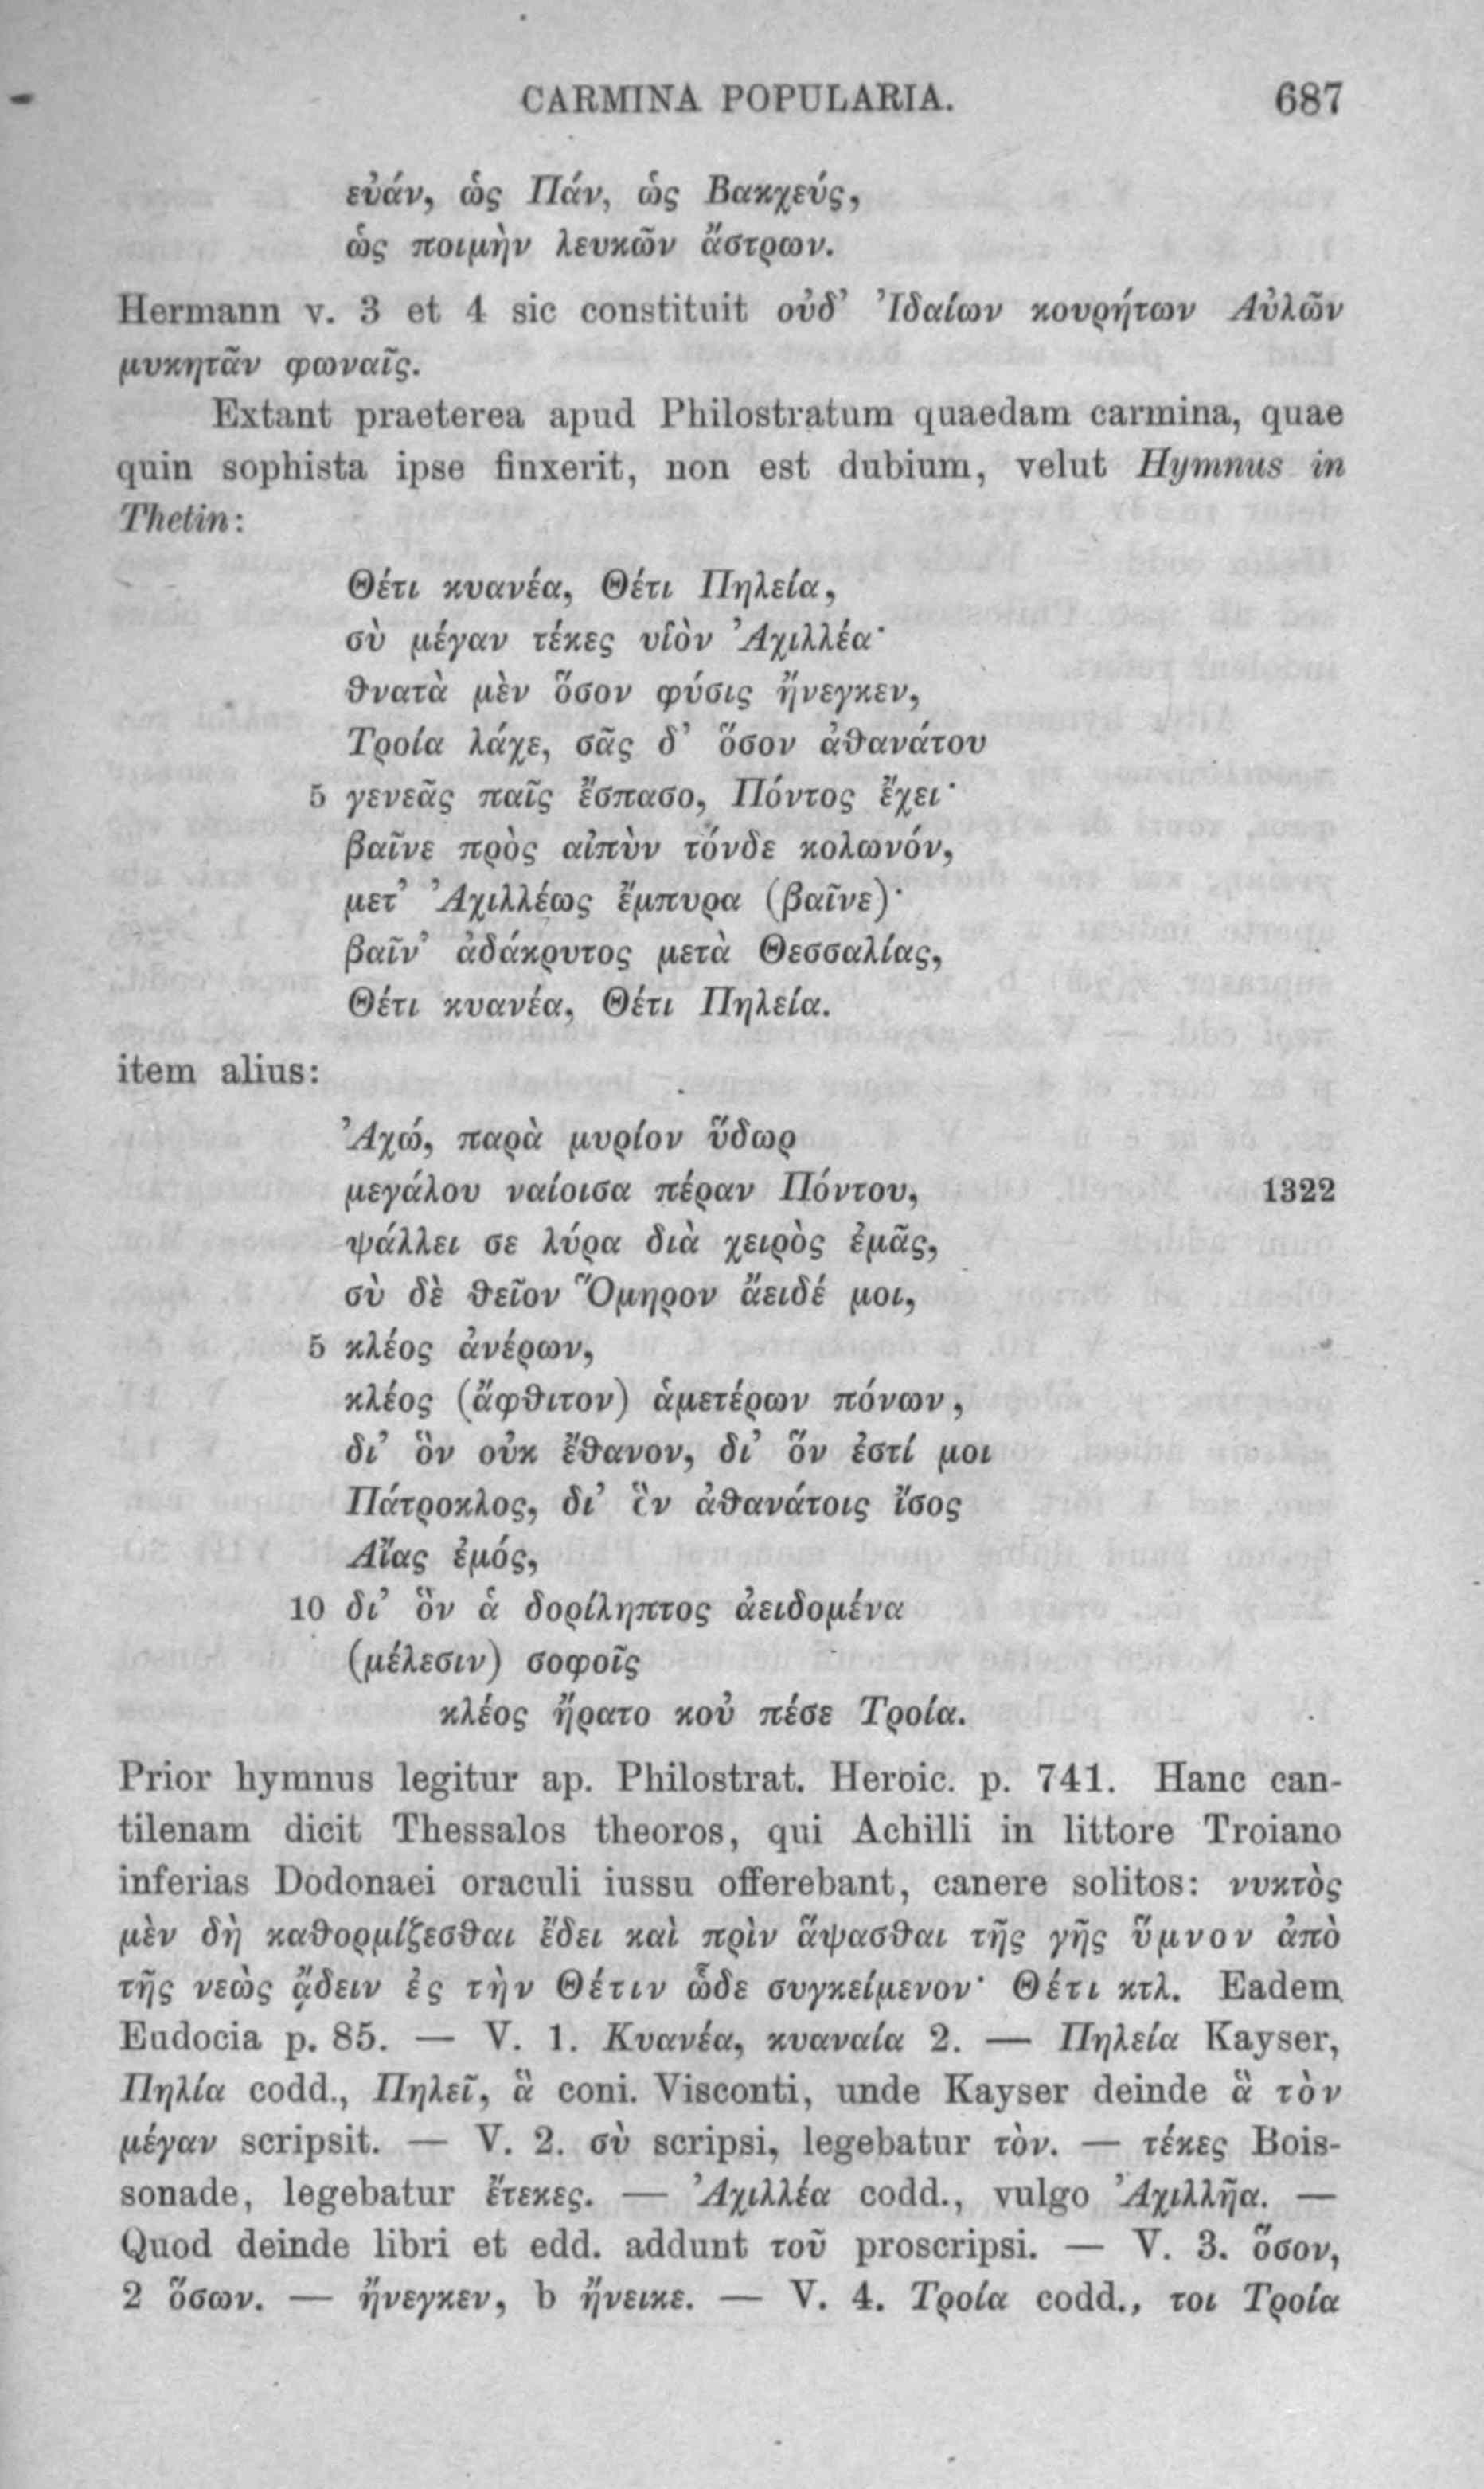 CARMINA POPULARIA. 687
εὐάν, ὡς Πάν, ὡς Βακχεύς,
ὡς ποιμὴν λευκῶν ἄστρων.
Hermann v. 3 et 4 sic constituit οὐδ’ Ἰδαίων κουρήτων Αὐλῶν
μυκητᾶν φωναῖς.
Extant praeterea apud Philostratum quaedam carmina, quae
quin sophista ipse finxerit, non est dubium, velut Hymnus in
Thetin:
Θέτι κυανέα, Θέτι Πηλεία,
σὺ μέγαν τέκες υἱὸν Ἀχιλλέα·
θνατὰ μὲν ὅσον φύσις ἤνεγκεν,
Τροία λάχε, σᾶς δ’ ὅσον ἀθανάτου
5 γενεᾶς παῖς ἔσπασο, Πόντος ἔχει·
βαῖνε πρὸς αἰπὺν τόνδε κολωνόν,
μετ’ Ἀχιλλέως ἔμπυρα (βαῖνε)·
βαῖν’ ἀδάκρυτος μετὰ Θεσσαλίας,
Θέτι κυανέα, Θέτι Πηλεία.
item alius:
Ἀχώ, παρὰ μυρίον ὕδωρ
μεγάλου ναίοισα πέραν Πόντου, 1322
ψάλλει σε λύρα διὰ χειρὸς ἐμᾶς,
σὺ δὲ θεῖον Ὅμηρον ἄειδέ μοι,
5 κλέος ἀνέρων,
κλέος (ἄφθιτον) ἁμετέρων πόνων,
δι’ ὃν οὐκ ἔθανον, δι’ ὅν ἐστί μοι
Πάτροκλος, δι’ ὃν ἀθανάτοις ἴσος
Αἴας ἐμός,
10 δι’ ὃν ἁ δορίληπτος ἀειδομένα
(μέλεσιν) σοφοῖς
κλέος ἤρατο κοὐ πέσε Τροία.
Prior hymnus legitur ap. Philostrat. Heroic. p. 741. Hanc can-
tilenam dicit Thessalos theoros, qui Achilli in littore Troiano
inferias Dodonaei oraculi iussu offerebant, canere solitos: νυκτὸς
μὲν δὴ καθορμίζεσθαι ἔδει καὶ πρὶν ἅψασθαι τῆς γῆς ὕμνον ἀπὸ
τῆς νεὼς ᾄδειν ἐς τὴν Θέτιν ὧδε συγκείμενον· Θέτι κτλ. Eadem
Eudocia p. 85. — V. 1. Κυανέα, κυαναία 2. — Πηλεία Kayser,
Πηλία codd., Πηλεῖ, ἃ coni. Visconti, unde Kayser deinde ἃ τὸν
μέγαν scripsit. — V. 2. σὺ scripsi, legebatur τὸν. — τέκες Bois-
sonade, legebatur ἔτεκες. — Ἀχιλλέα codd., vulgo Ἀχιλλῆα. —
Quod deinde libri et edd. addunt τοῦ proscripsi. — V. 3. ὅσον,
2 ὅσων. — ἤνεγκεν, b ἤνεικε. — V. 4. Τροία codd., τοι Τροία